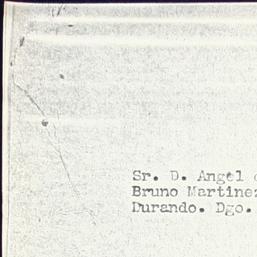 Sr. D. Angel
Bruno Martinez
Durando. Dgo.